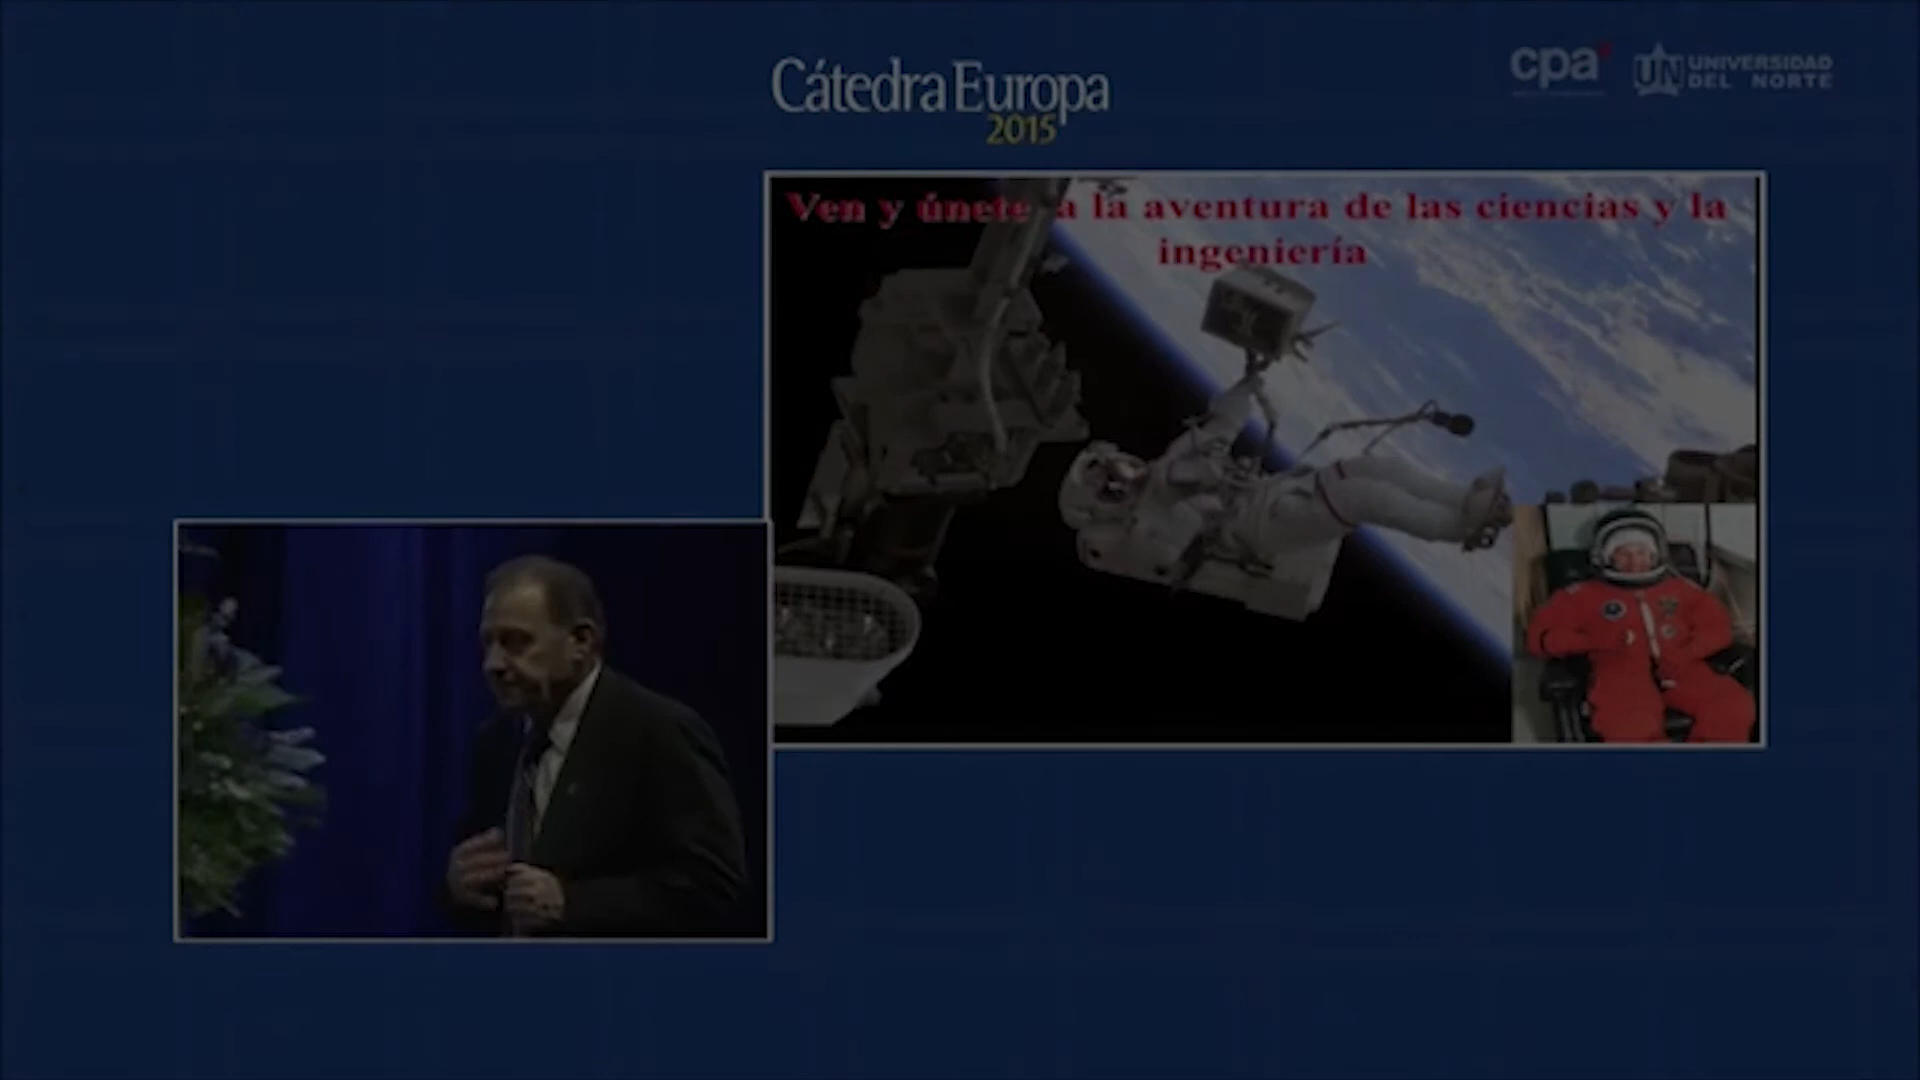 Cátedra Europa
2015
cpa
UN UNIVERSIDAD
DEL NORTE
Ven y únete a la aventura de las ciencias y la
ingeniería